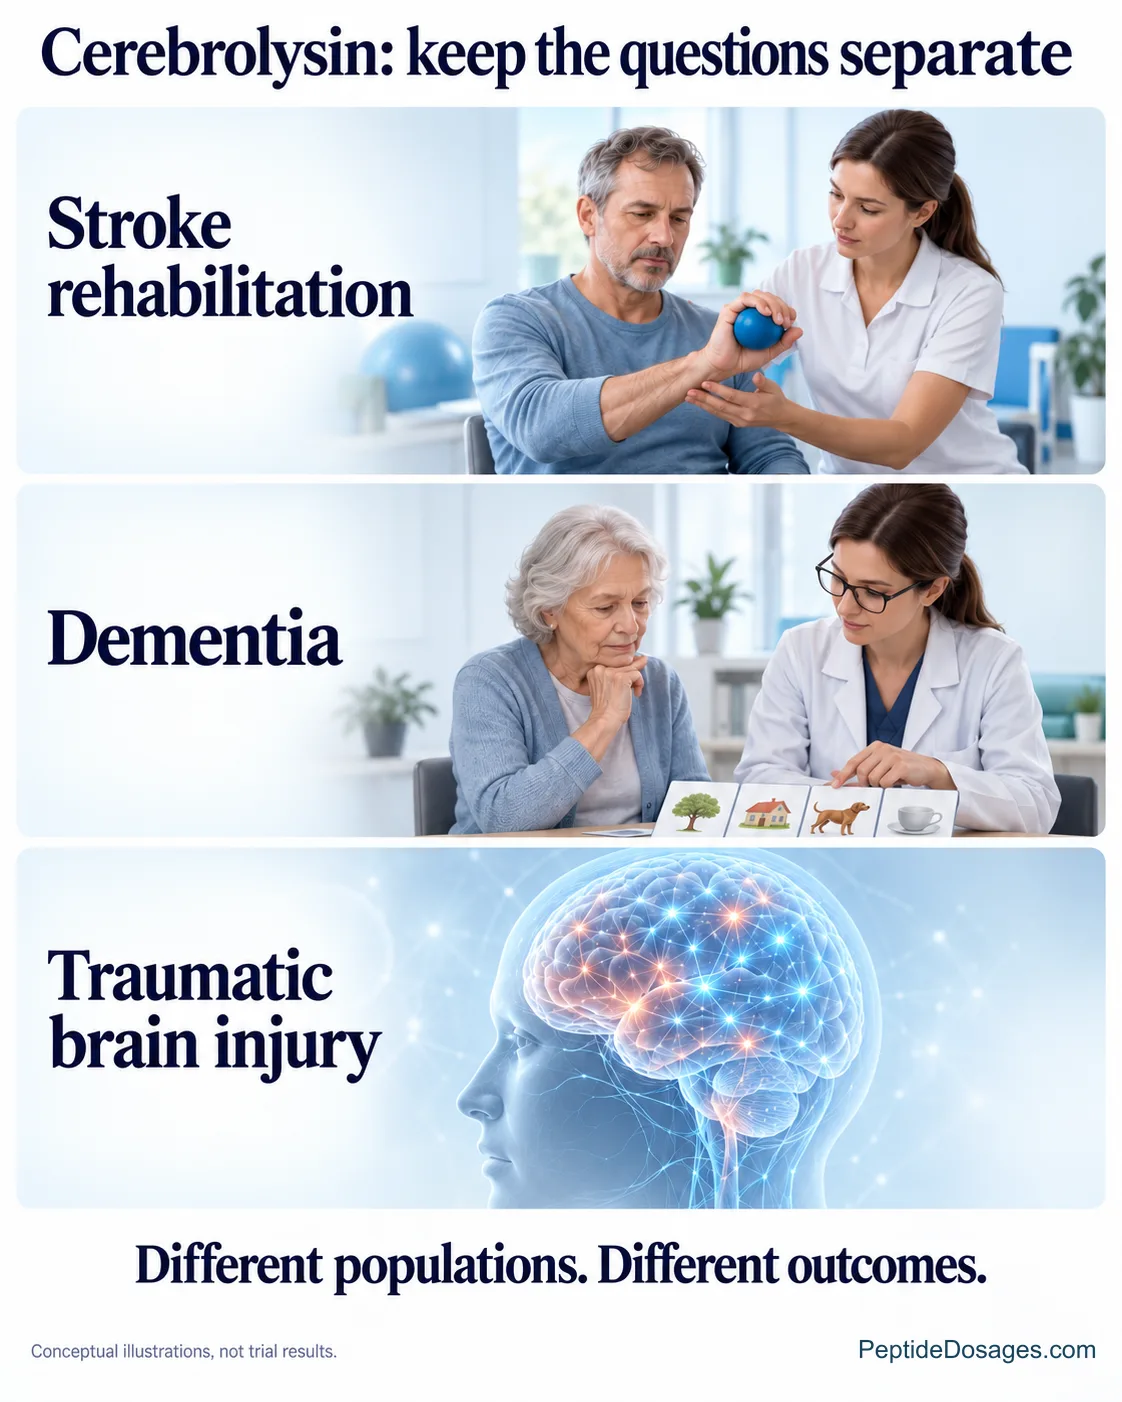 Cerebrolysin: keep the questions separate
Stroke
rehabilitation
Dementia
Traumatic
brain injury
Different populations. Different outcomes.
Conceptual illustrations, not trial results.
PeptideDosages.com